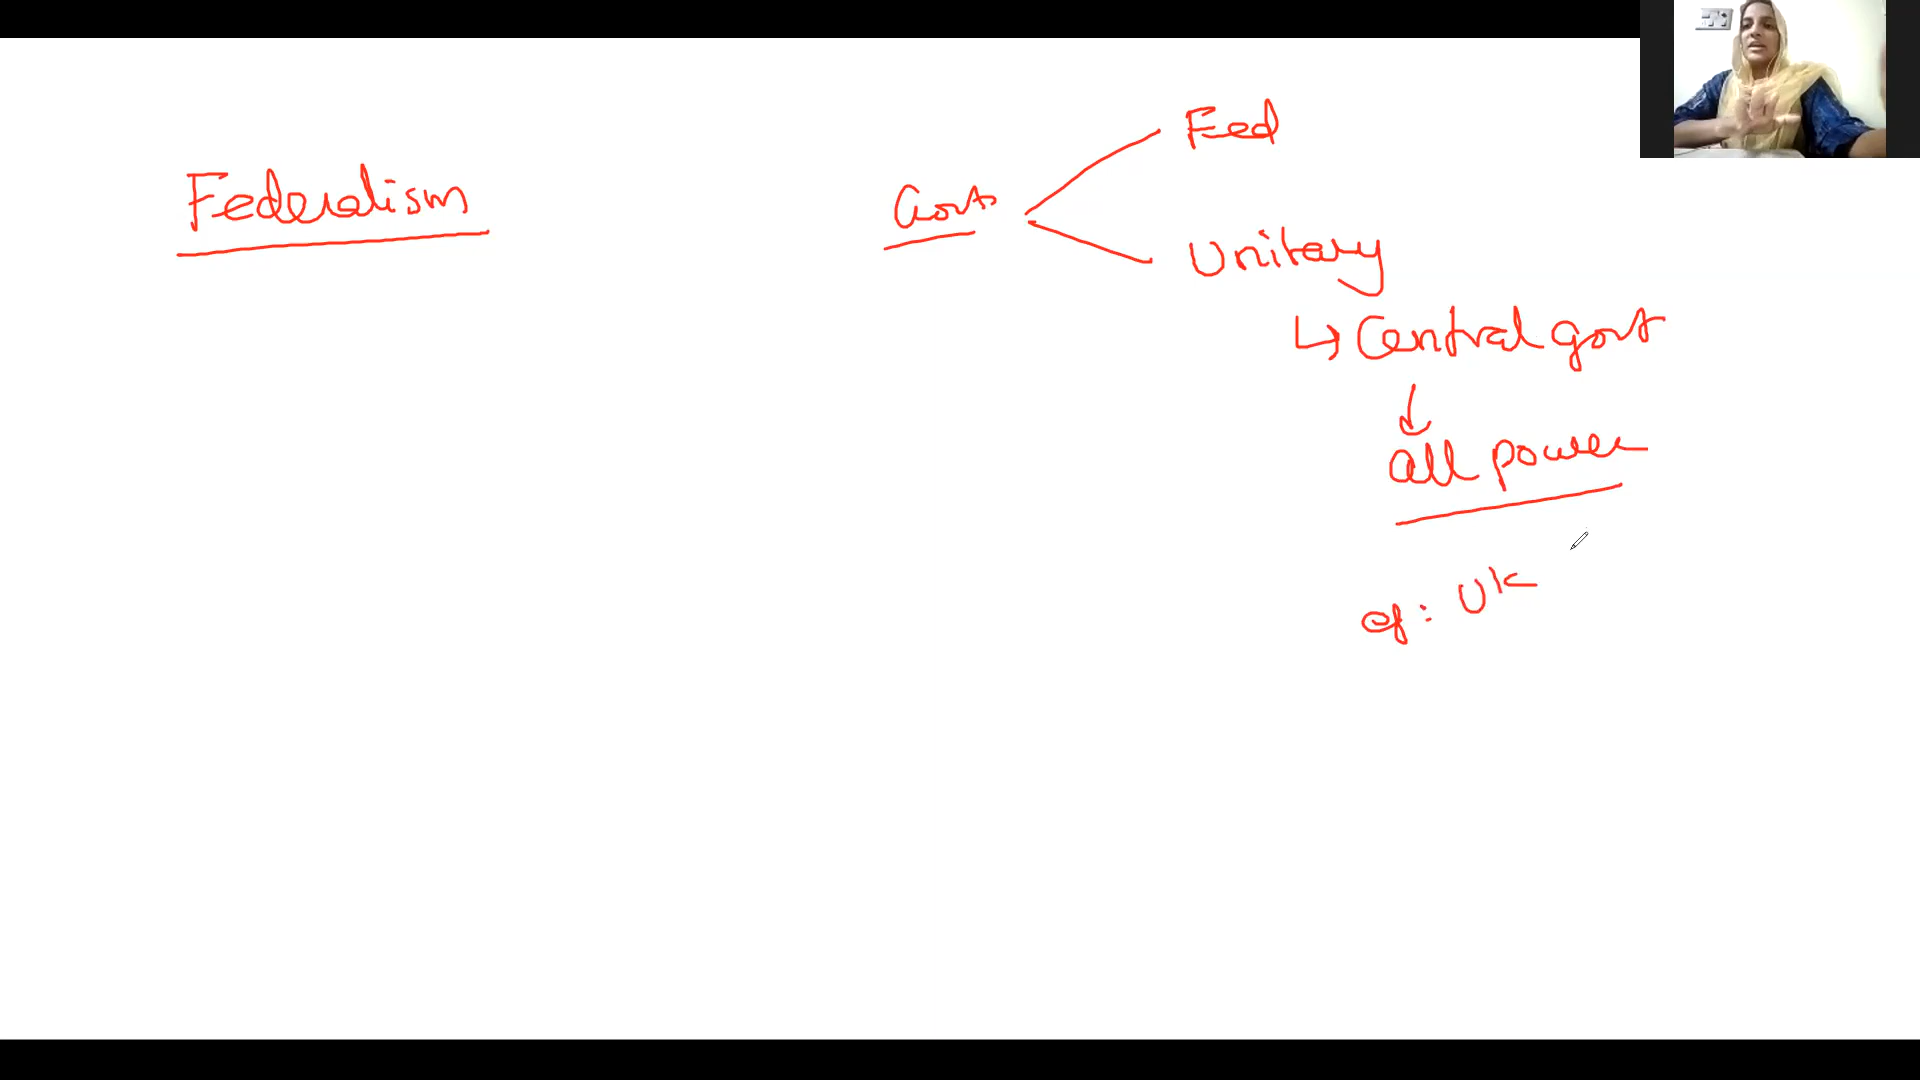 Federalism
Govt
Fed
Unitary
↳ Central govt
↓
all power
eg: UK